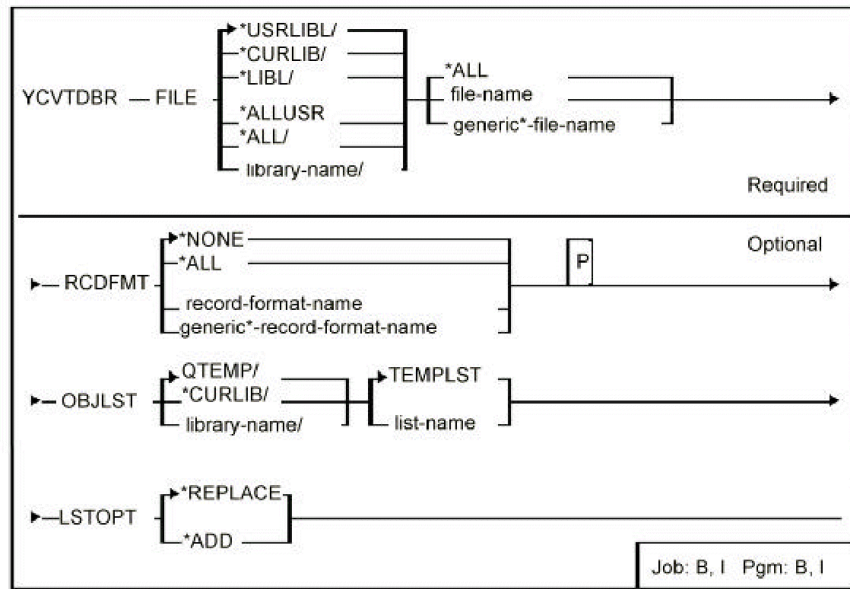 *USRLIBL/
*CURLIB/
*LIBL/
YCVTDBR FILE
*ALLUSR
*ALL/
library-name/
*ALL
file-name
generic*-file-name
Required
Optional
*NONE
*ALL
P
RCDFMT
record-format-name
generic*-record-format-name
QTEMP/
*CURLIB/
library-name/
OBJLST
TEMPLST
list-name
*REPLACE
LSTOPT
*ADD
Job: B, I Pgm: B, I